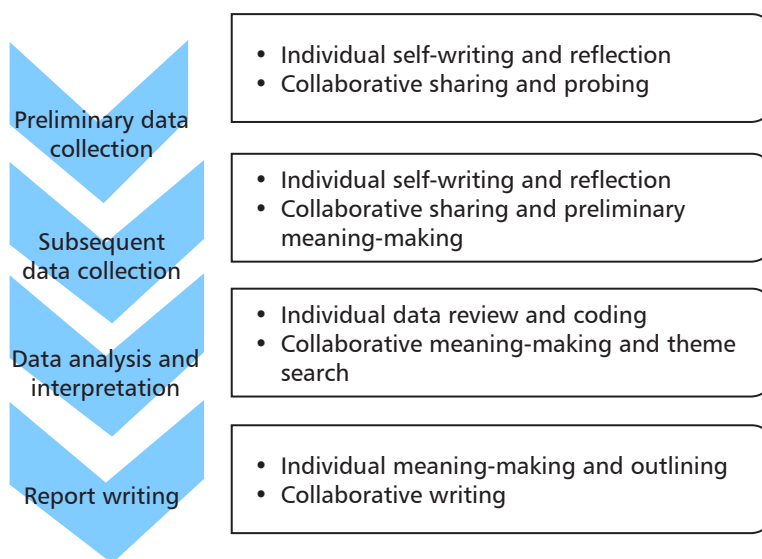 Preliminary data
collection
• Individual self-writing and reflection
• Collaborative sharing and probing
Subsequent
data collection
• Individual self-writing and reflection
• Collaborative sharing and preliminary
meaning-making
Data analysis and
interpretation
• Individual data review and coding
• Collaborative meaning-making and theme
search
Report writing
• Individual meaning-making and outlining
• Collaborative writing